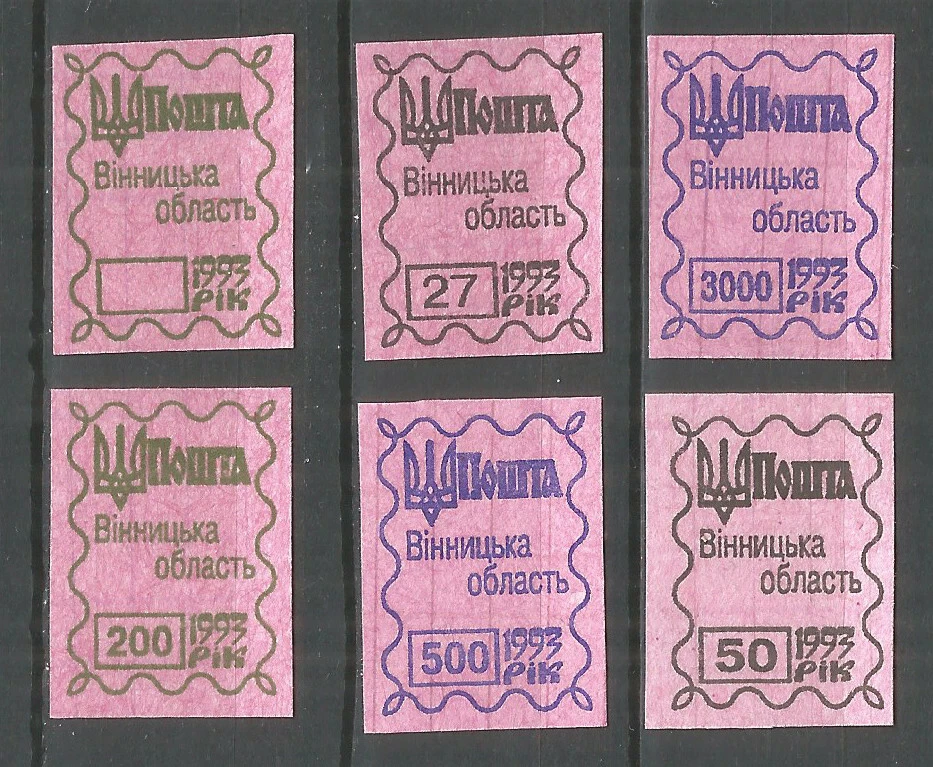 Пошта
Вінницька
область
1993
рік
Пошта
Вінницька
область
27 1993
рік
Пошта
Вінницька
область
3000 1993
рік
Пошта
Вінницька
область
200 1993
рік
Пошта
Вінницька
область
500 1993
рік
Пошта
Вінницька
область
50 1993
рік